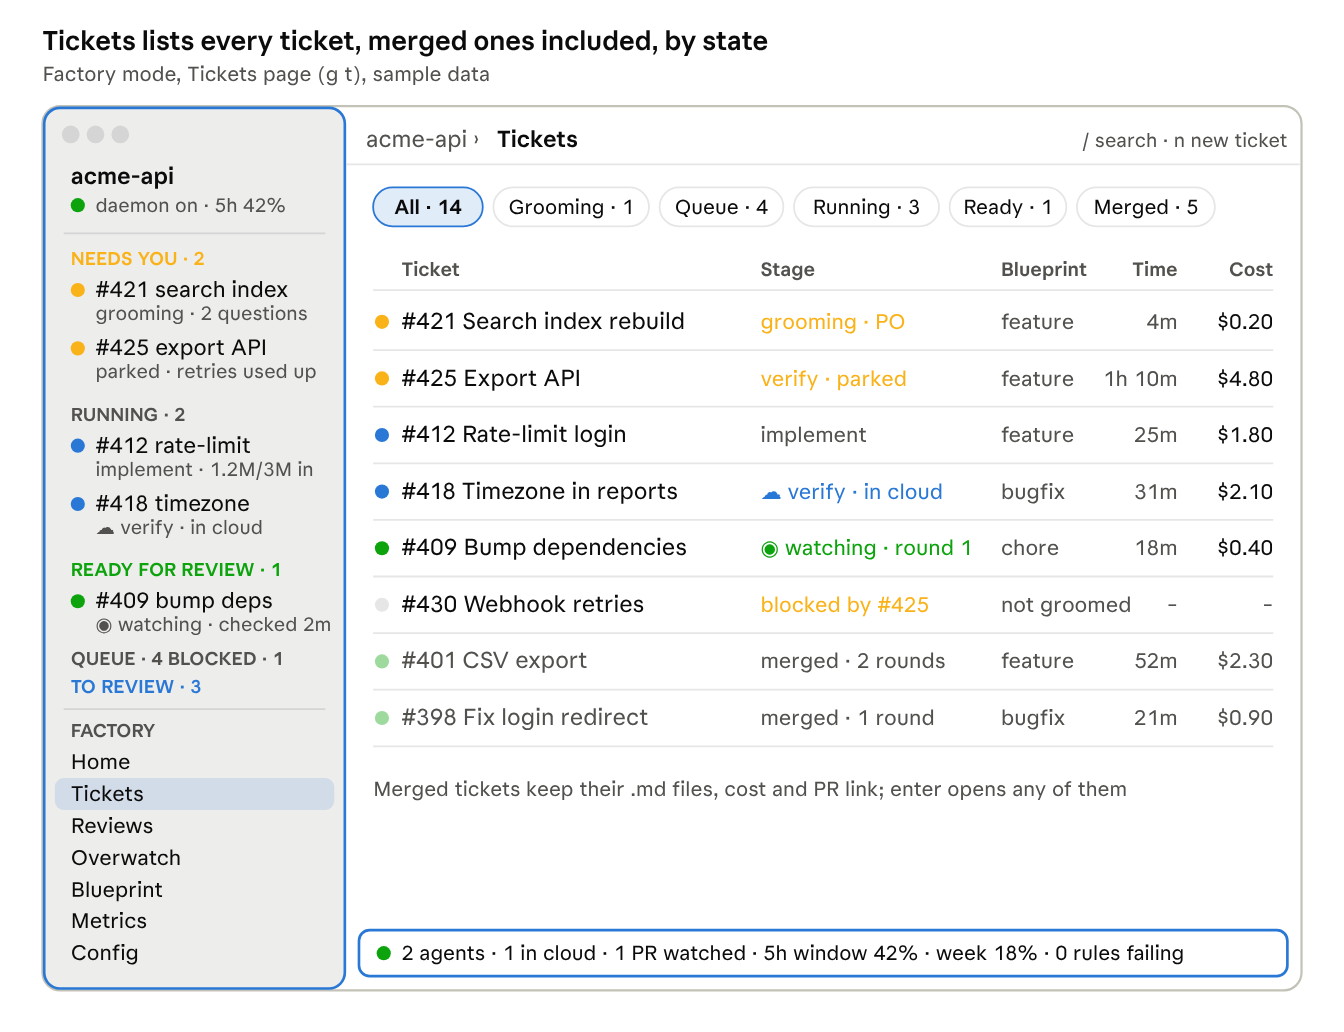 Tickets lists every ticket, merged ones included, by state
Factory mode, Tickets page (g t), sample data
acme-api
daemon on · 5h 42%
NEEDS YOU · 2
#421 search index
grooming · 2 questions
#425 export API
parked · retries used up
RUNNING · 2
#412 rate-limit
implement · 1.2M/3M in
#418 timezone
☁ verify · in cloud
READY FOR REVIEW · 1
#409 bump deps
◉ watching · checked 2m
QUEUE · 4 BLOCKED · 1
TO REVIEW · 3
FACTORY
Home
Tickets
Reviews
Overwatch
Blueprint
Metrics
Config
acme-api › Tickets
/ search · n new ticket
All · 14 Grooming · 1 Queue · 4 Running · 3 Ready · 1 Merged · 5
Ticket Stage Blueprint Time Cost
#421 Search index rebuild grooming · PO feature 4m $0.20
#425 Export API verify · parked feature 1h 10m $4.80
#412 Rate-limit login implement feature 25m $1.80
#418 Timezone in reports ☁ verify · in cloud bugfix 31m $2.10
#409 Bump dependencies ◉ watching · round 1 chore 18m $0.40
#430 Webhook retries blocked by #425 not groomed – –
#401 CSV export merged · 2 rounds feature 52m $2.30
#398 Fix login redirect merged · 1 round bugfix 21m $0.90
Merged tickets keep their .md files, cost and PR link; enter opens any of them
2 agents · 1 in cloud · 1 PR watched · 5h window 42% · week 18% · 0 rules failing